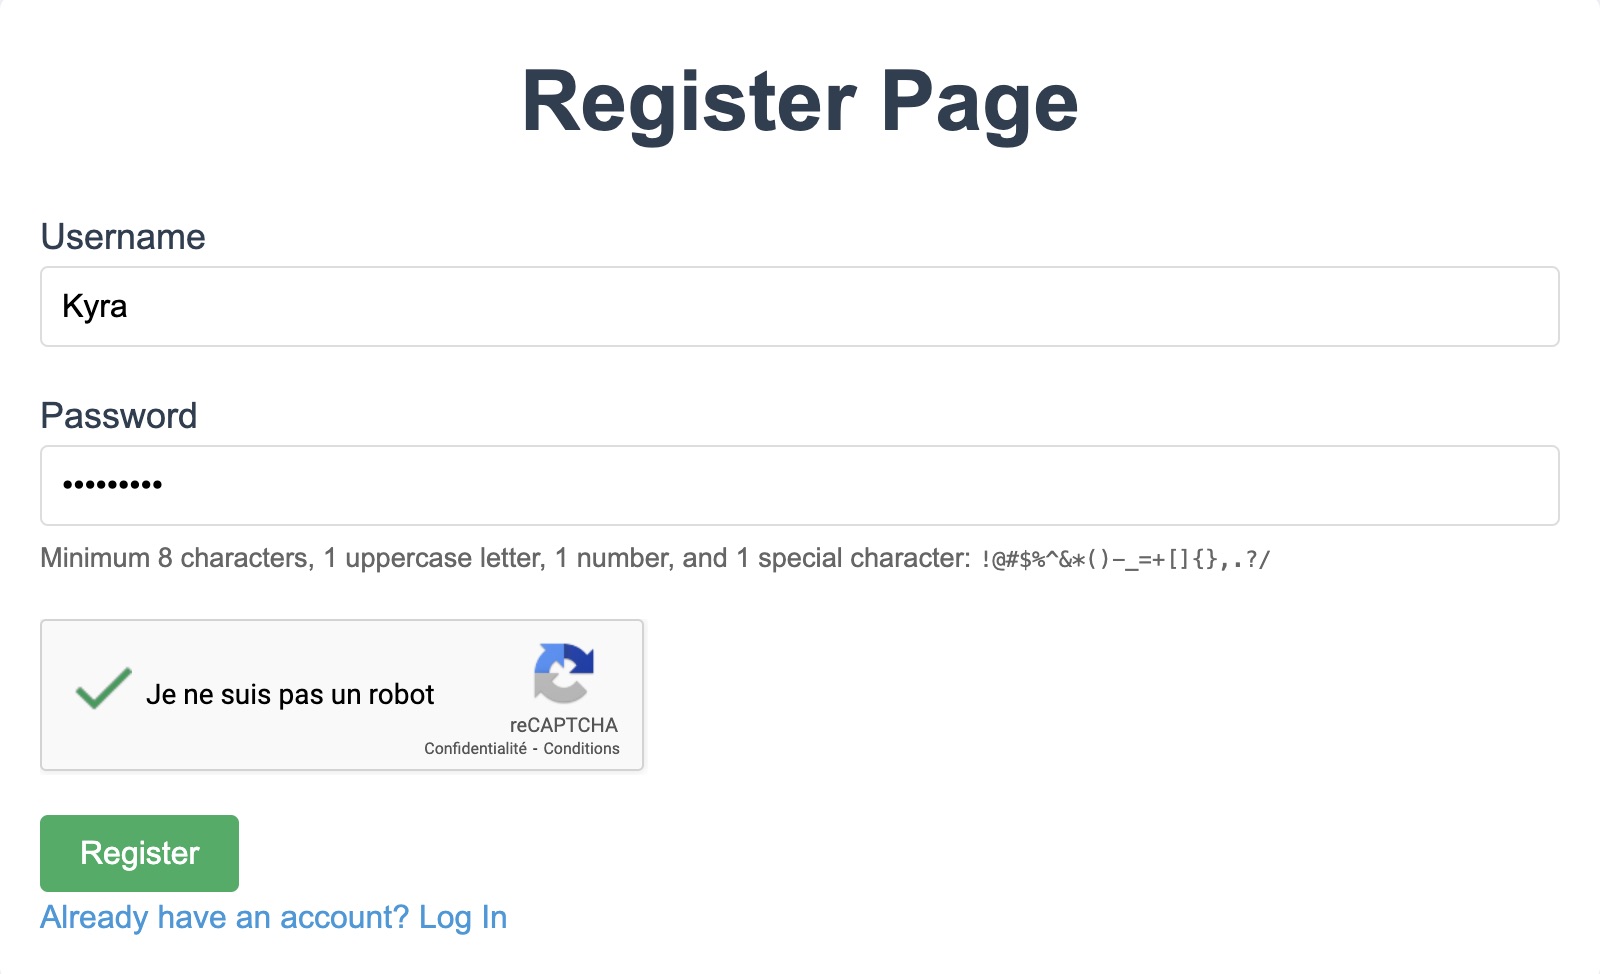 Register Page
Username
Kyra
Password
•••••••••
Minimum 8 characters, 1 uppercase letter, 1 number, and 1 special character: !@#$%^&*()-_=+[]{},.?/
Je ne suis pas un robot
reCAPTCHA
Confidentialité - Conditions
Register
Already have an account? Log In